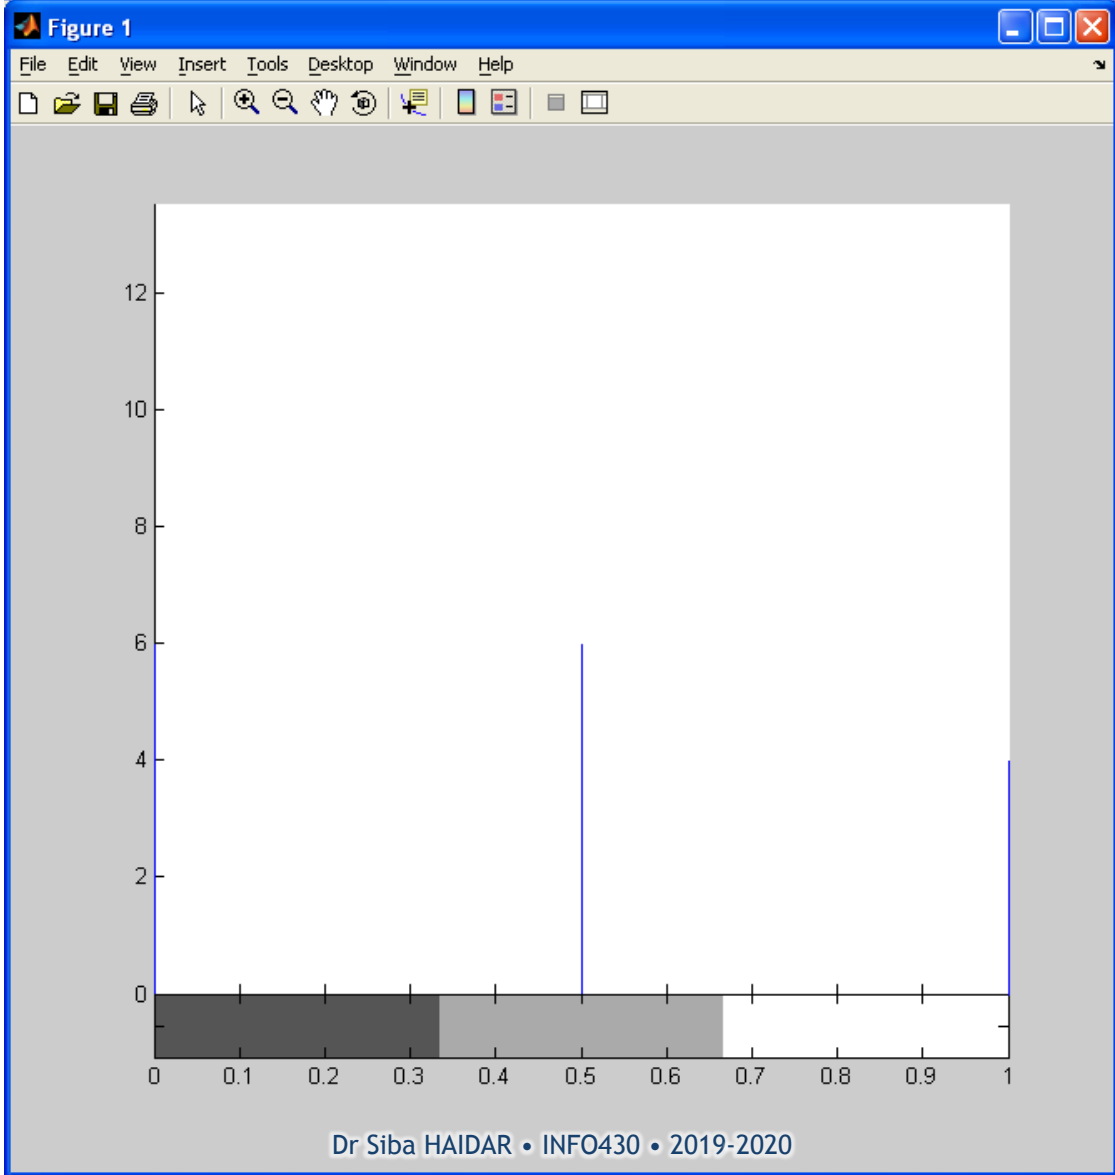 Figure 1
File Edit View Insert Tools Desktop Window Help
12
10
8
6
4
2
0
0 0.1 0.2 0.3 0.4 0.5 0.6 0.7 0.8 0.9 1
Dr Siba HAIDAR • INFO430 • 2019-2020